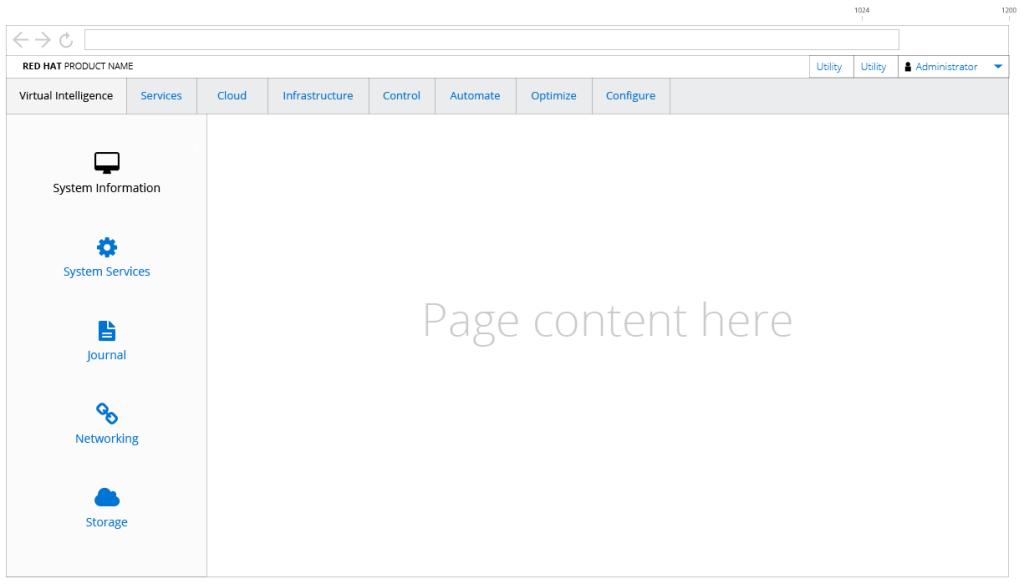 1024 1200
RED HAT PRODUCT NAME Utility Utility Administrator
Virtual Intelligence Services Cloud Infrastructure Control Automate Optimize Configure
System Information
System Services
Journal
Networking
Storage
Page content here